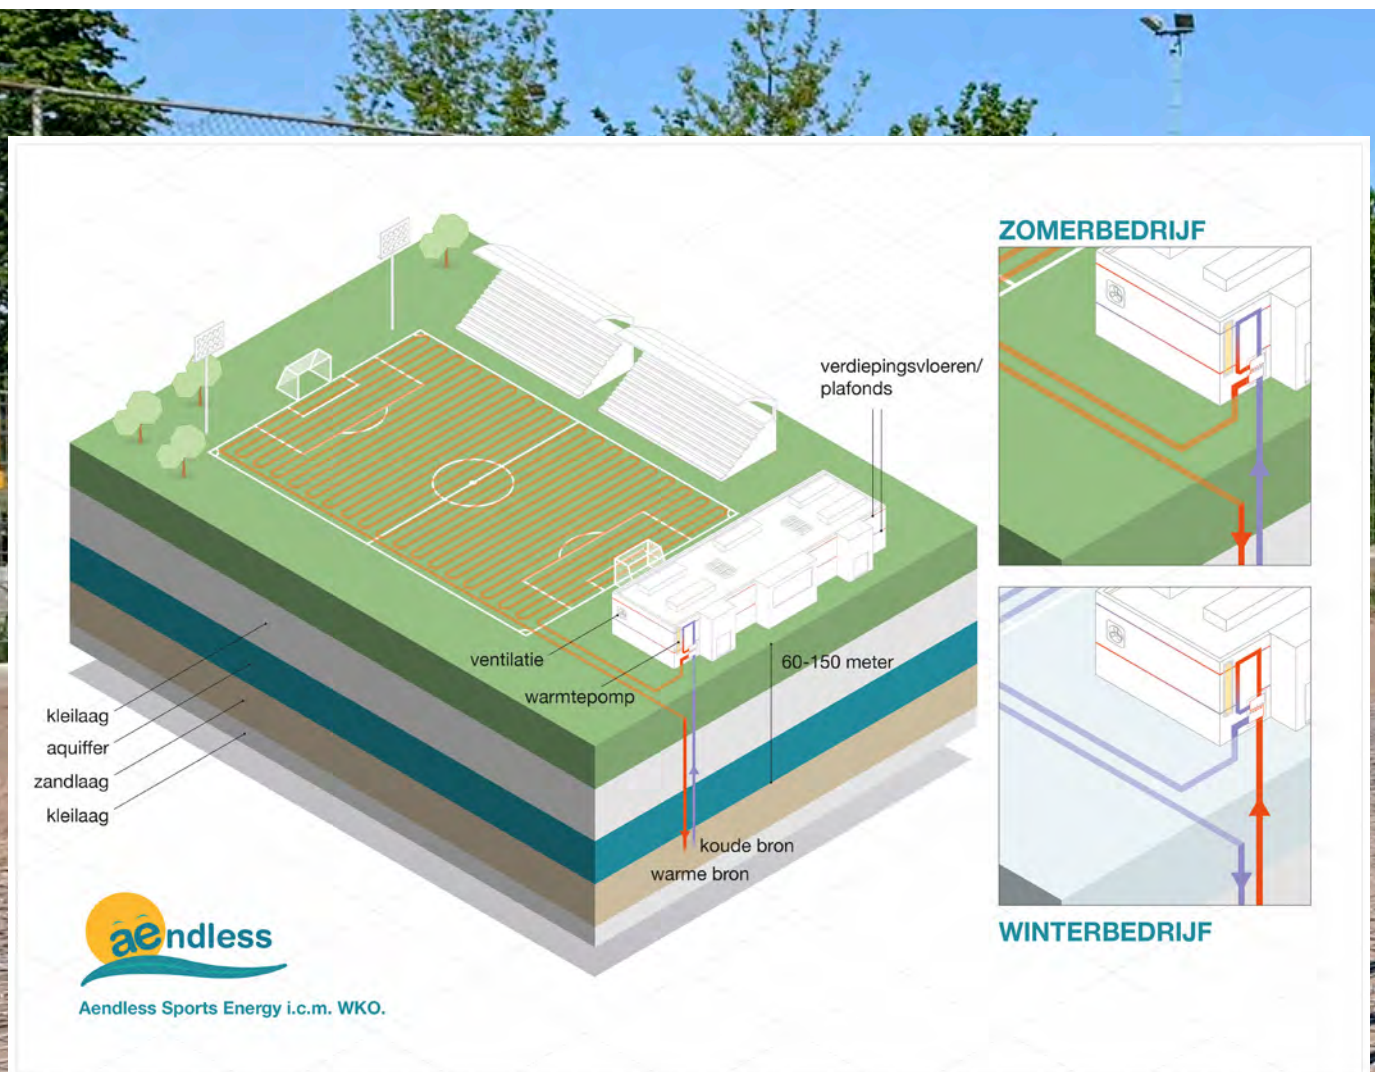 ZOMERBEDRIJF
verdiepingsvloeren/
plafonds
ventilatie
warmtepomp
60-150 meter
kleilaag
aquiffer
zandlaag
kleilaag
koude bron
warme bron
WINTERBEDRIJF
aendless
Aendless Sports Energy i.c.m. WKO.